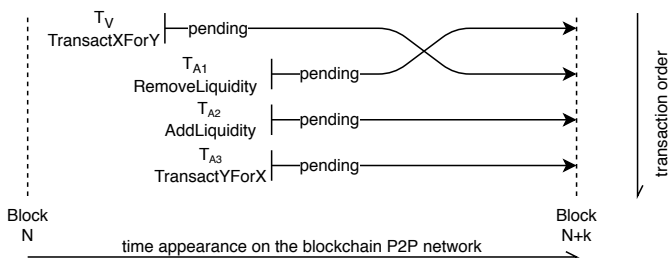 T_V
TransactXForY
pending
T_A1
RemoveLiquidity
pending
T_A2
AddLiquidity
pending
T_A3
TransactYForX
pending
transaction order
Block
N
Block
N+k
time appearance on the blockchain P2P network